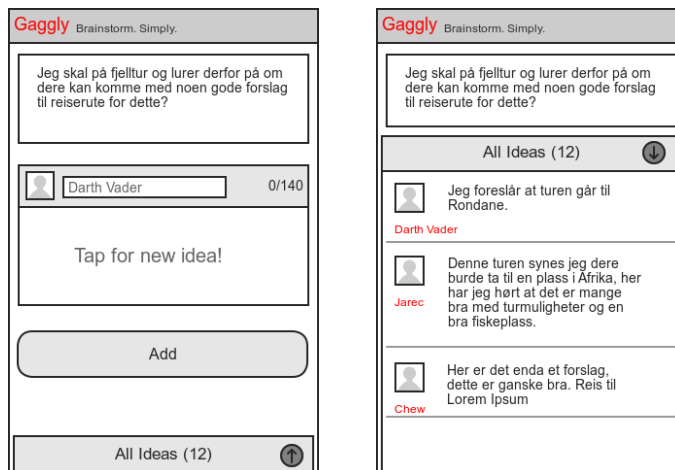 Gaggly Brainstorm. Simply.
Jeg skal på fjelltur og lurer derfor på om
dere kan komme med noen gode forslag
til reiserute for dette?
Darth Vader 0/140
Tap for new idea!
Add
All Ideas (12)
Gaggly Brainstorm. Simply.
Jeg skal på fjelltur og lurer derfor på om
dere kan komme med noen gode forslag
til reiserute for dette?
All Ideas (12)
Jeg foreslår at turen går til
Rondane.
Darth Vader
Denne turen synes jeg dere
burde ta til en plass i Afrika, her
har jeg hørt at det er mange
bra med turmuligheter og en
bra fiskeplass.
Jarec
Her er det enda et forslag,
dette er ganske bra. Reis til
Lorem Ipsum
Chew